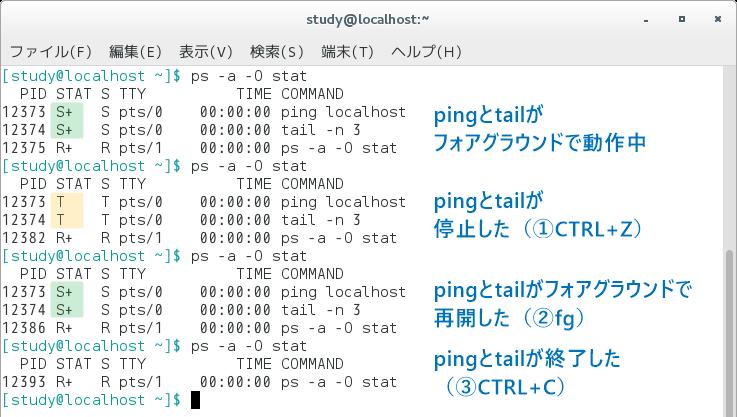 study@localhost:~
ファイル(F) 編集(E) 表示(V) 検索(S) 端末(T) ヘルプ(H)
[study@localhost ~]$ ps -a -O stat
  PID STAT S TTY          TIME COMMAND
12373 S+   S pts/0    00:00:00 ping localhost
12374 S+   S pts/0    00:00:00 tail -n 3
12375 R+   R pts/1    00:00:00 ps -a -O stat
pingとtailが
フォアグラウンドで動作中
[study@localhost ~]$ ps -a -O stat
  PID STAT S TTY          TIME COMMAND
12373 T    T pts/0    00:00:00 ping localhost
12374 T    T pts/0    00:00:00 tail -n 3
12382 R+   R pts/1    00:00:00 ps -a -O stat
pingとtailが
停止した（①CTRL+Z）
[study@localhost ~]$ ps -a -O stat
  PID STAT S TTY          TIME COMMAND
12373 S+   S pts/0    00:00:00 ping localhost
12374 S+   S pts/0    00:00:00 tail -n 3
12386 R+   R pts/1    00:00:00 ps -a -O stat
pingとtailがフォアグラウンドで
再開した（②fg）
[study@localhost ~]$ ps -a -O stat
  PID STAT S TTY          TIME COMMAND
12393 R+   R pts/1    00:00:00 ps -a -O stat
pingとtailが終了した
（③CTRL+C）
[study@localhost ~]$